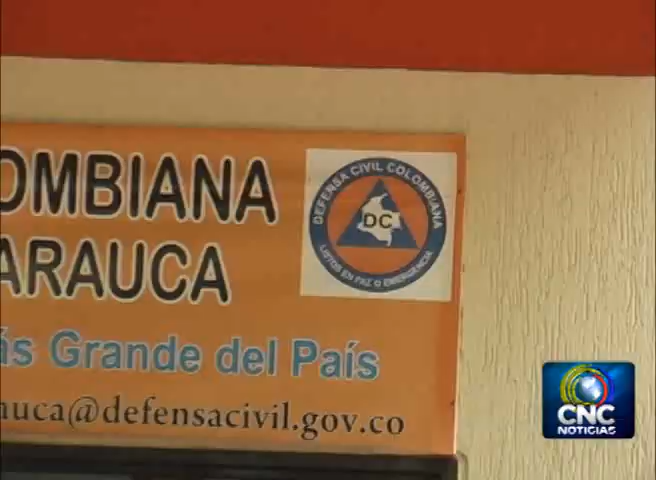 OMBIANA
ARAUCA
ás Grande del País
auca@defensacivil.gov.co
DEFENSA CIVIL COLOMBIANA
DC
LISTOS EN PAZ O EMERGENCIA
CNC
NOTICIAS